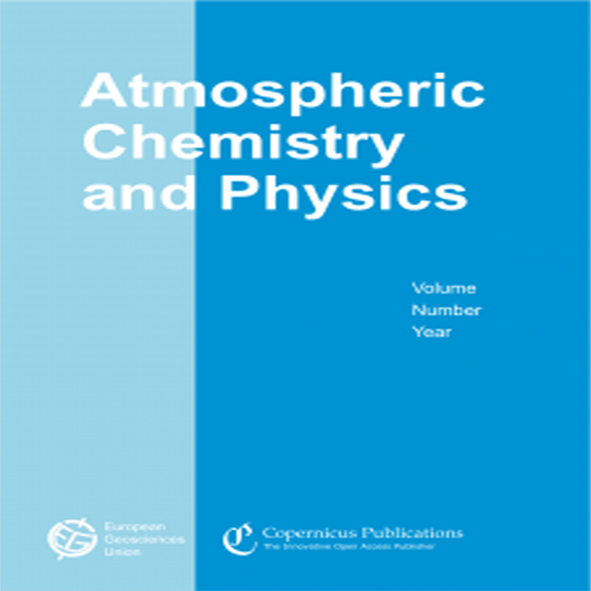 Atmospheric
Chemistry
and Physics
Volume
Number
Year
European
Geosciences
Union
Copernicus Publications
The Innovative Open Access Publisher